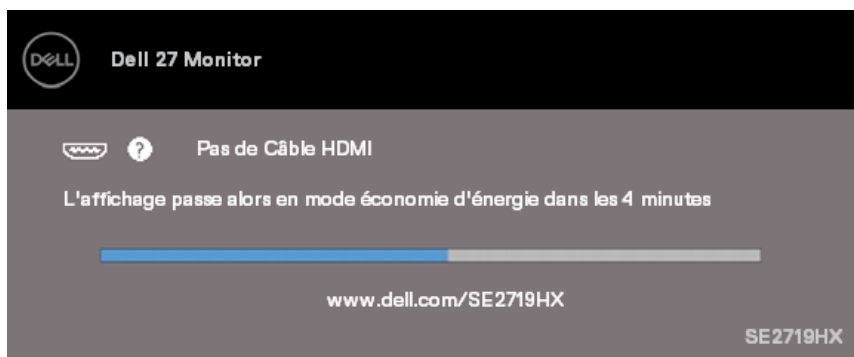 DELL
Dell 27 Monitor
? Pas de Câble HDMI
L'affichage passe alors en mode économie d'énergie dans les 4 minutes
www.dell.com/SE2719HX
SE2719HX